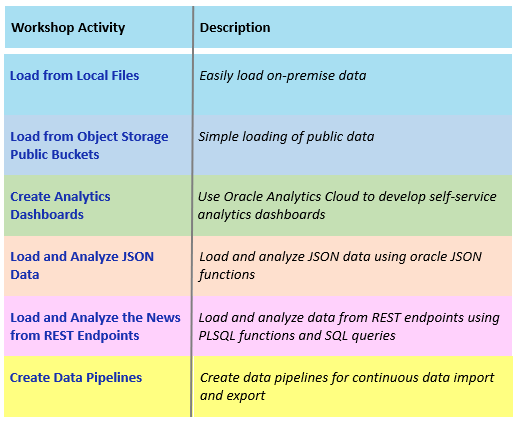 Workshop Activity Description
Load from Local Files Easily load on-premise data
Load from Object Storage Simple loading of public data
Public Buckets
Create Analytics Use Oracle Analytics Cloud to develop self-service
Dashboards analytics dashboards
Load and Analyze JSON Load and analyze JSON data using oracle JSON
Data functions
Load and Analyze the News Load and analyze data from REST endpoints using
from REST Endpoints PLSQL functions and SQL queries
Create Data Pipelines Create data pipelines for continuous data import
and export